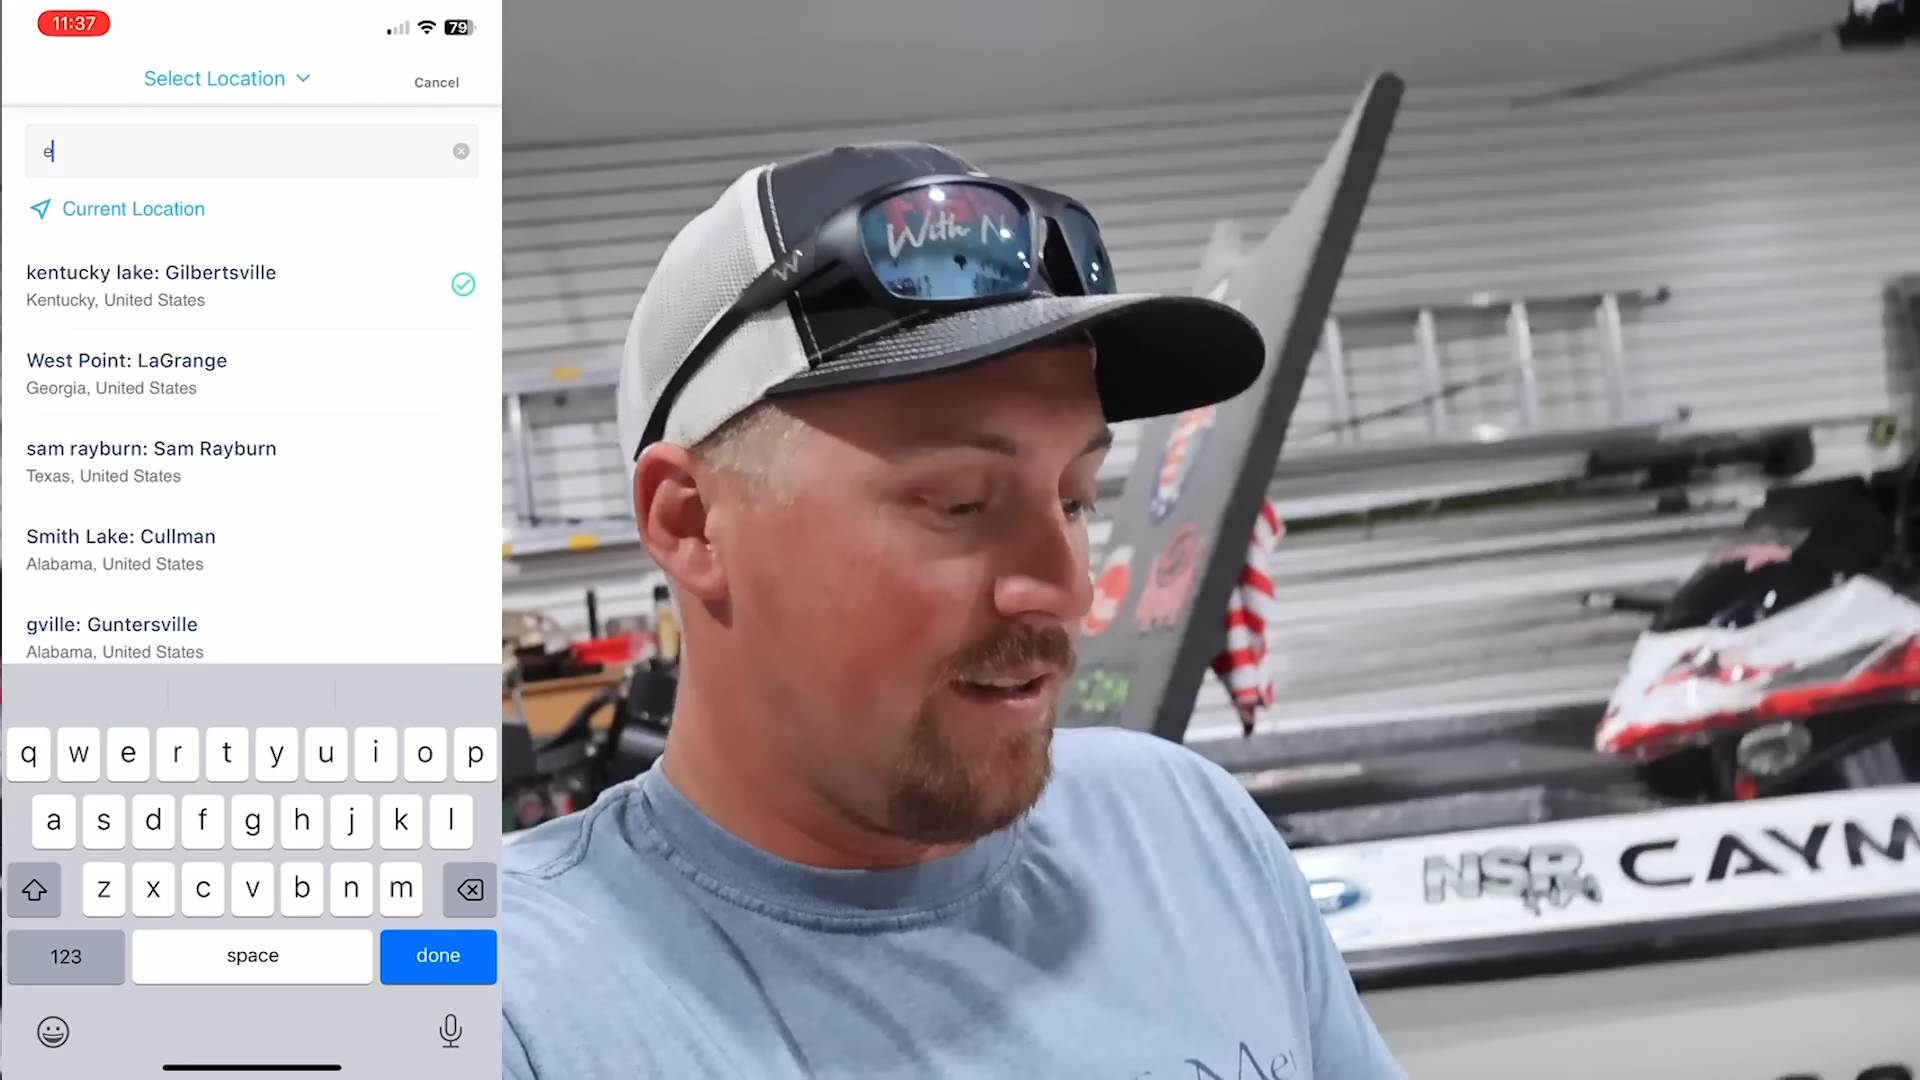 11:37
79
Select Location
Cancel
e
Current Location
kentucky lake: Gilbertsville
Kentucky, United States
West Point: LaGrange
Georgia, United States
sam rayburn: Sam Rayburn
Texas, United States
Smith Lake: Cullman
Alabama, United States
gville: Guntersville
Alabama, United States
q w e r t y u i o p
a s d f g h j k l
z x c v b n m
123 space done
With N
NSR
CAYM
Me